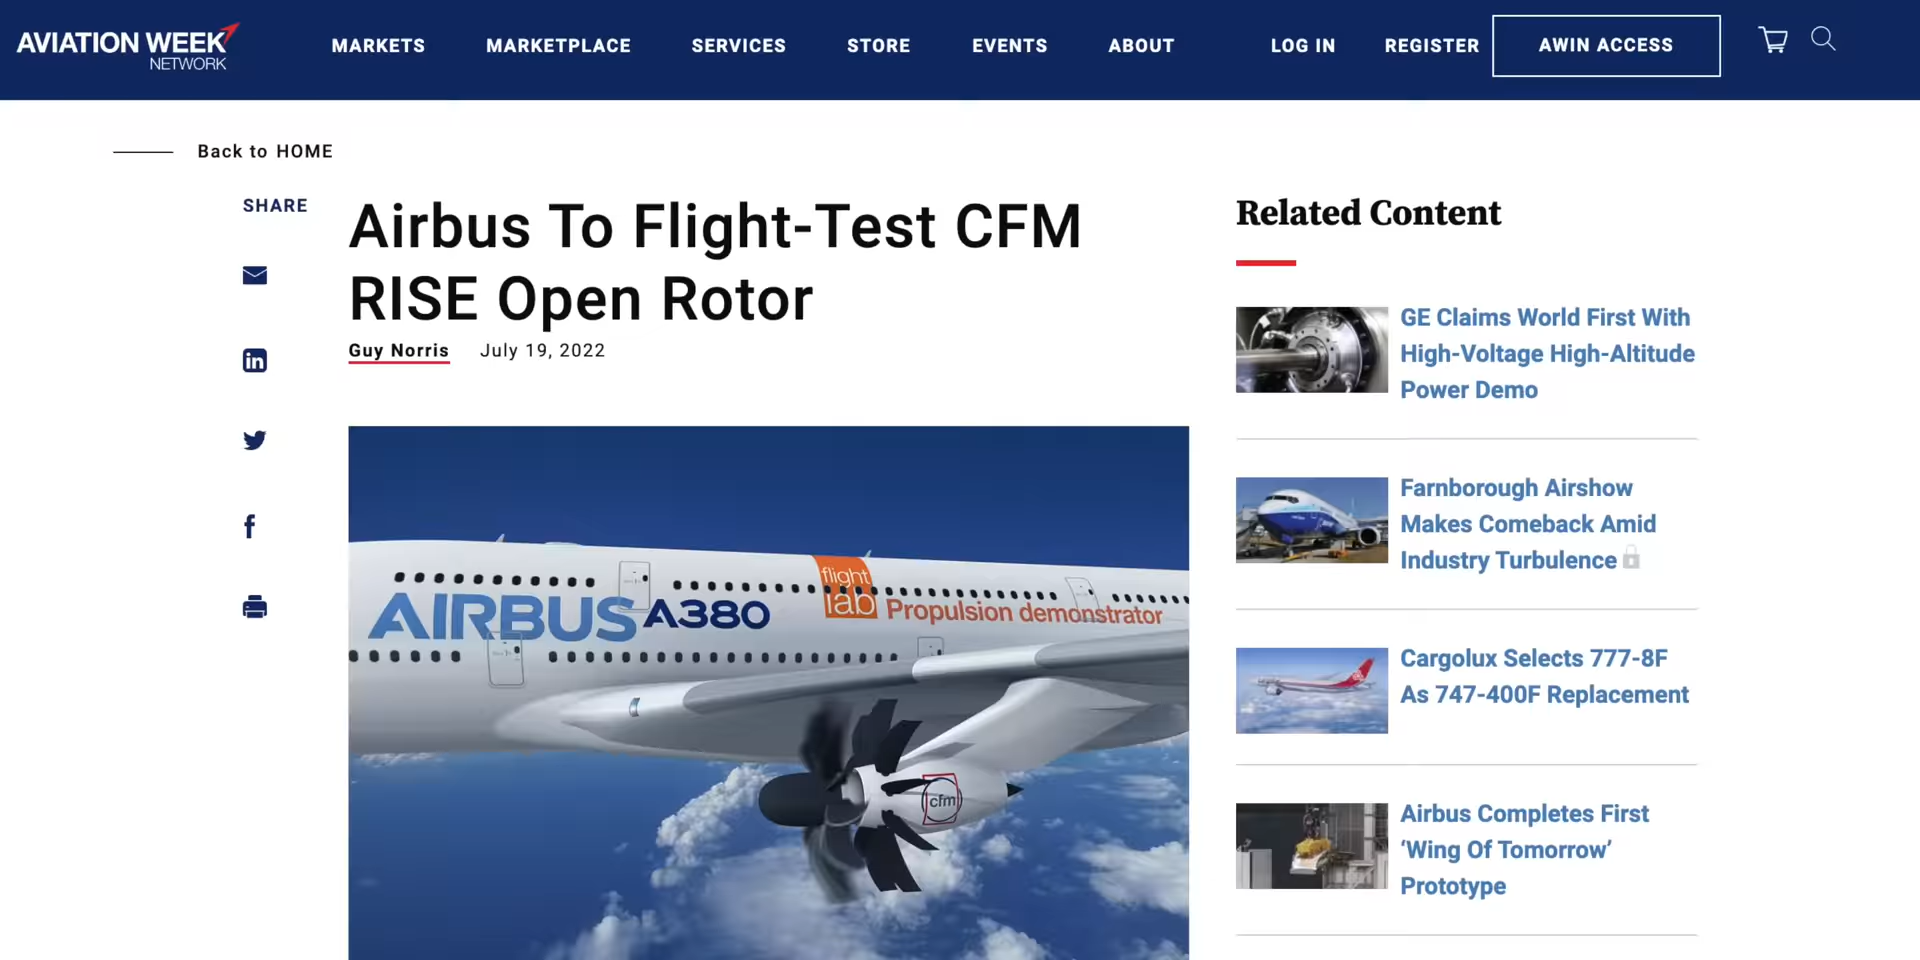 AVIATION WEEK
NETWORK
MARKETS
MARKETPLACE
SERVICES
STORE
EVENTS
ABOUT
LOG IN
REGISTER
AWIN ACCESS
Back to HOME
SHARE
Airbus To Flight-Test CFM
RISE Open Rotor
Guy Norris July 19, 2022
flight
lab
Propulsion demonstrator
AIRBUS A380
cfm
Related Content
GE Claims World First With
High-Voltage High-Altitude
Power Demo
Farnborough Airshow
Makes Comeback Amid
Industry Turbulence
Cargolux Selects 777-8F
As 747-400F Replacement
Airbus Completes First
‘Wing Of Tomorrow’
Prototype